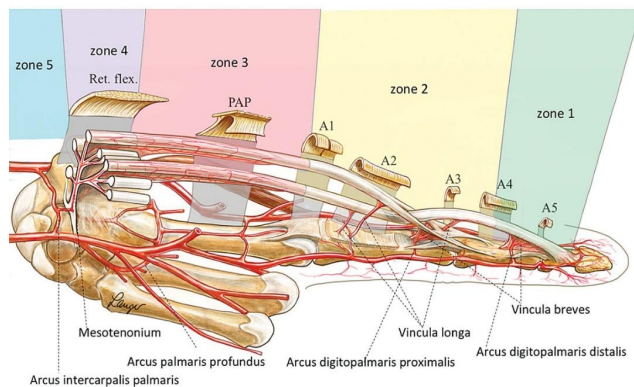 zone 5
zone 4
zone 3
zone 2
zone 1
Ret. flex.
PAP
A1
A2
A3
A4
A5
Mesotenonium
Vincula longa
Vincula breves
Arcus palmaris profundus
Arcus digitopalmaris proximalis
Arcus digitopalmaris distalis
Arcus intercarpalis palmaris